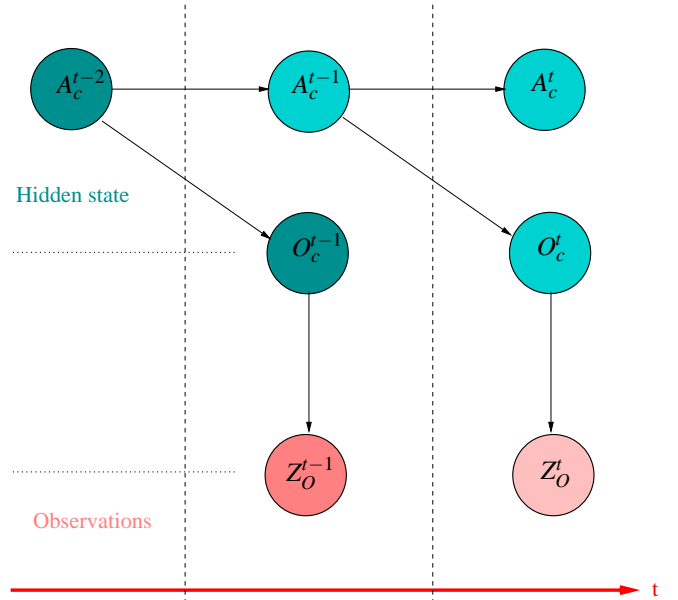 A_c^{t−2} A_c^{t−1} A_c^t
Hidden state
O_c^{t−1} O_c^t
Z_O^{t−1} Z_O^t
Observations
t